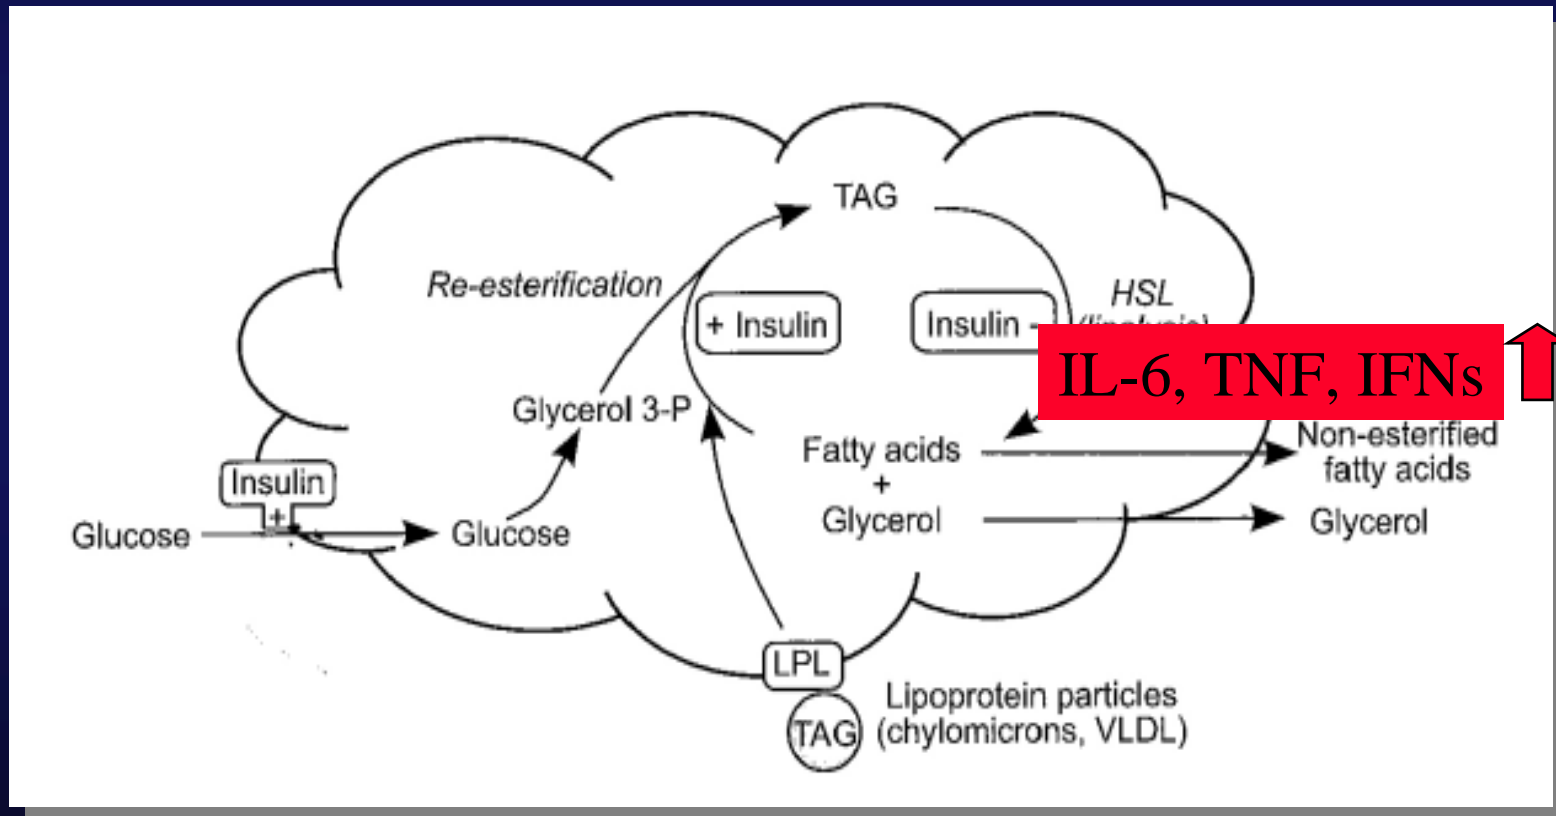 TAG
Re-esterification
HSL
+ Insulin
Insulin -
IL-6, TNF, IFNs
Glycerol 3-P
Fatty acids
+
Glycerol
Non-esterified
fatty acids
Glycerol
Insulin
+
Glucose
Glucose
LPL
TAG
Lipoprotein particles
(chylomicrons, VLDL)